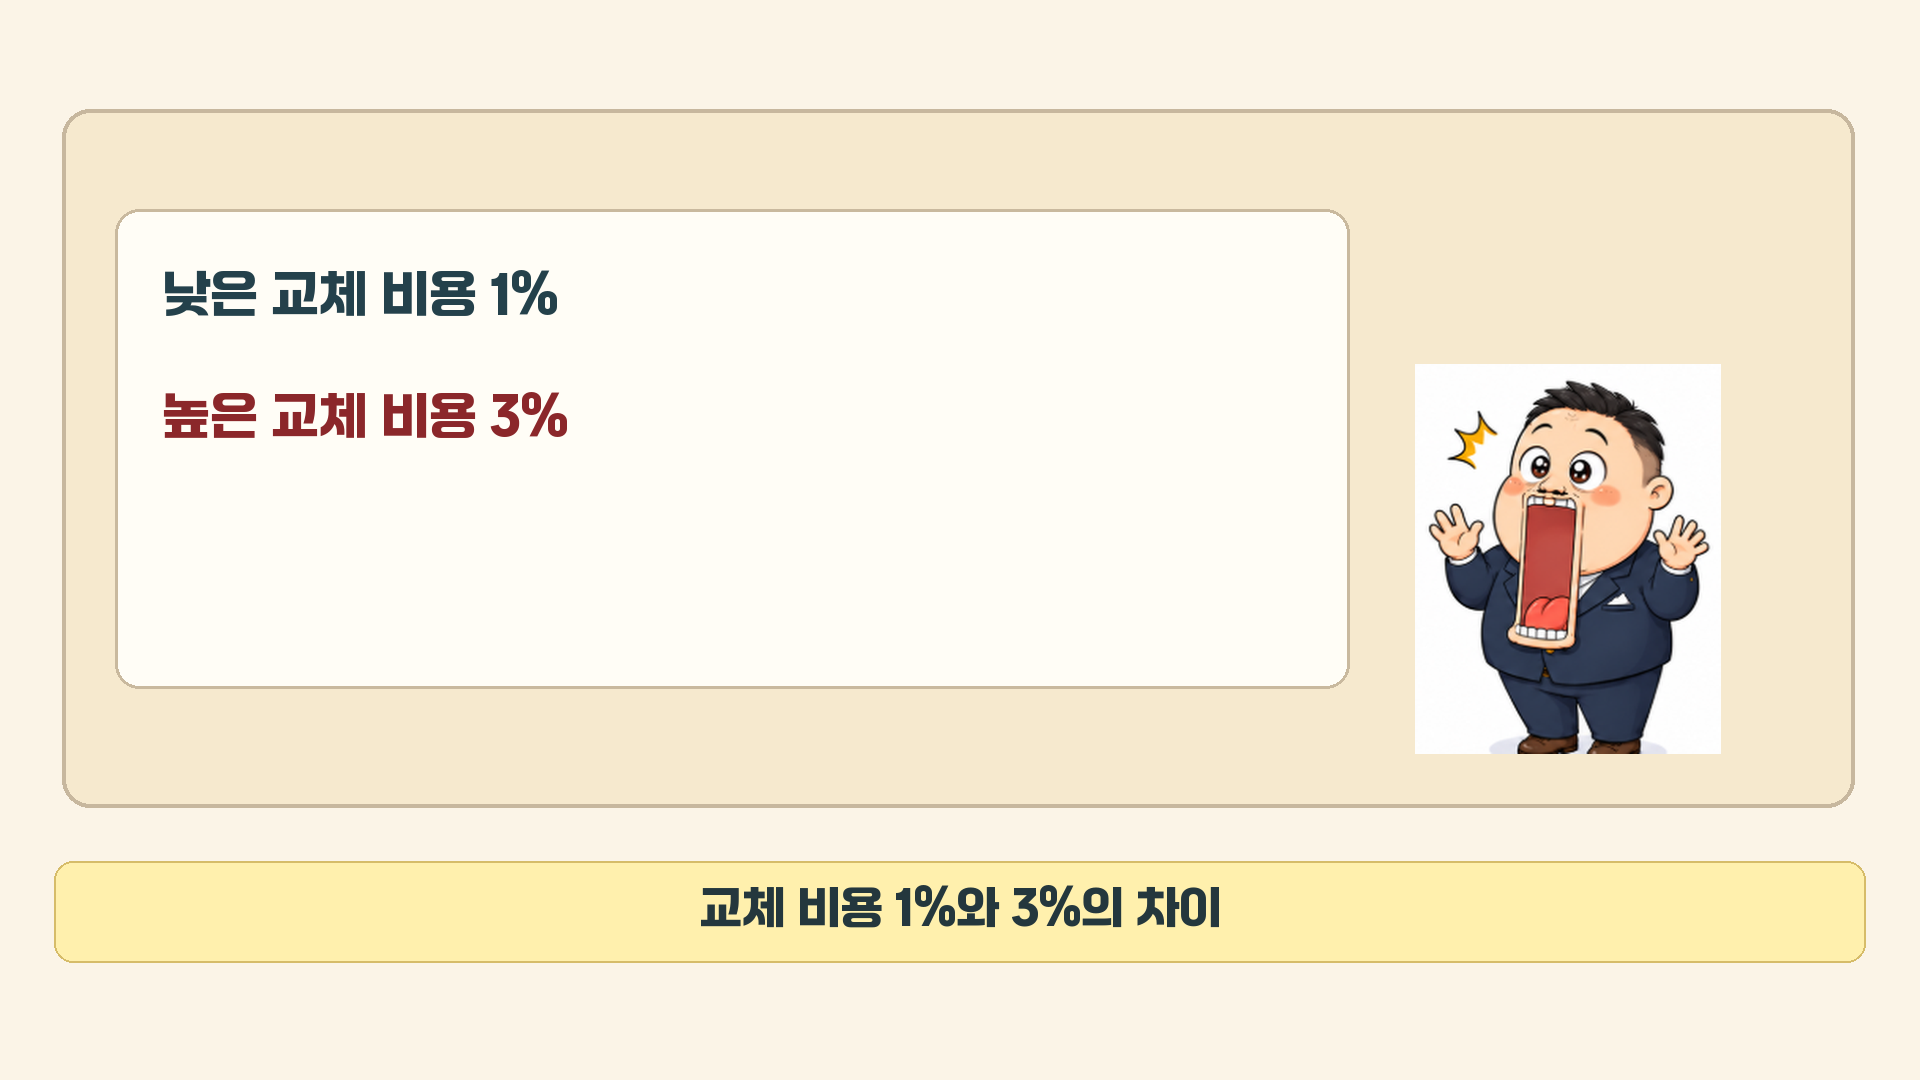 낮은 교체 비용 1%
높은 교체 비용 3%
교체 비용 1%와 3%의 차이